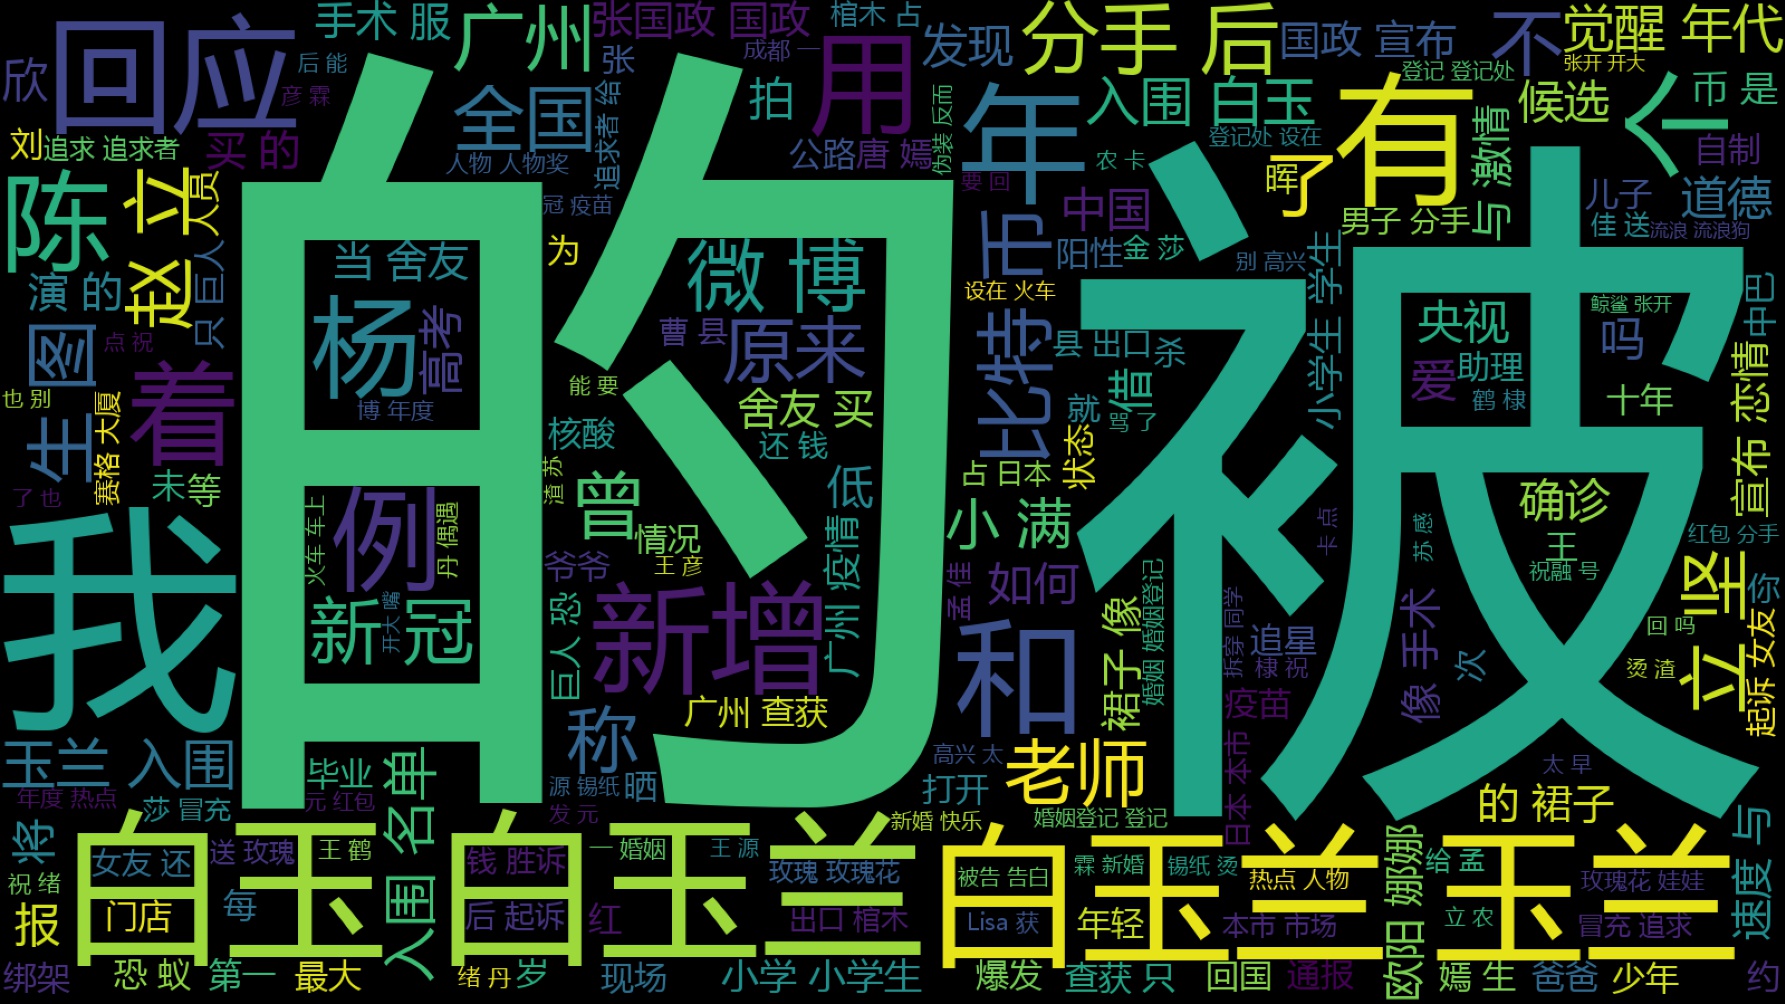 手术 服
广州
张国政 国政
棺木 占
分手 后
不
觉醒 年代
回应
欣
后 能
彦 霖
张
成都 一
用
发现
国政 宣布
张开 开大
登记 登记处
全国
拍
年
入围 白玉
有
候选
个
币 是
刘
追求 追求者
买 的
人物 人物奖
追求者 给
公路
唐 嫣
伪装 反而
登记处 设在
农 卡
要 回
晖
了
与 激情
自制
陈
赵 立
人员
冠 疫苗
中国
男子 分手
儿子
道德
佳 送
流浪 流浪狗
的
被
当 舍友
为
微 博
市
阳性
金 莎
别 高兴
小学生 学生
演 的
只 巨人
设在 火车
鲸鲨 张开
中巴
图
点 祝
杨
高考
曹 县
原来
比特
县 出口
杀
央视
吗
着
博 年度
能 要
舍友 买
借
就
骂 了
爱
助理
鹤 棣
十年
宣布 恋情
也 别
生
赛格 大厦
核酸
还 钱
占 日本
状态
了 也
未
等
渣 苏
曾
低
小 满
卡 点
确诊
我
火车 车上
例
丹 偶遇
情况
王 彦
广州 疫情
苏 感
王
祝融 号
红包 分手
爷爷
孟 佳
如何
坚
你
新 冠
开大 嘴
巨人 恐
新增
和
裙子 像
婚姻 婚姻登记
拆穿 同学
追星
棣 祝
像 手术
次
回 吗
烫 渣
立
起诉 女友
广州 查获
疫苗
玉兰 入围
毕业
入围 名单
称
源 锡纸
晒
高兴 太
打开
老师
日本 本市
太 早
的 裙子
年度 热点
莎 冒充
元 红包
发 元
新婚 快乐
婚姻登记 登记
将
白玉
白玉兰
白玉兰
玉兰
女友 还
送 玫瑰
王 鹤
钱 胜诉
一 婚姻
王 源
玫瑰 玫瑰花
被告 告白
霖 新婚
锡纸 烫
热点 人物
欧阳 娜娜
给 孟
玫瑰花 娃娃
速度 与
祝 绪
报
门店
每
后 起诉
红
出口 棺木
Lisa 获
年轻
本市 市场
立 农
冒充 追求
绑架
恐 蚁
第一
最大
绪 丹
岁
现场
小学 小学生
爆发
查获 只
回国
通报
嫣 生
爸爸
少年
约